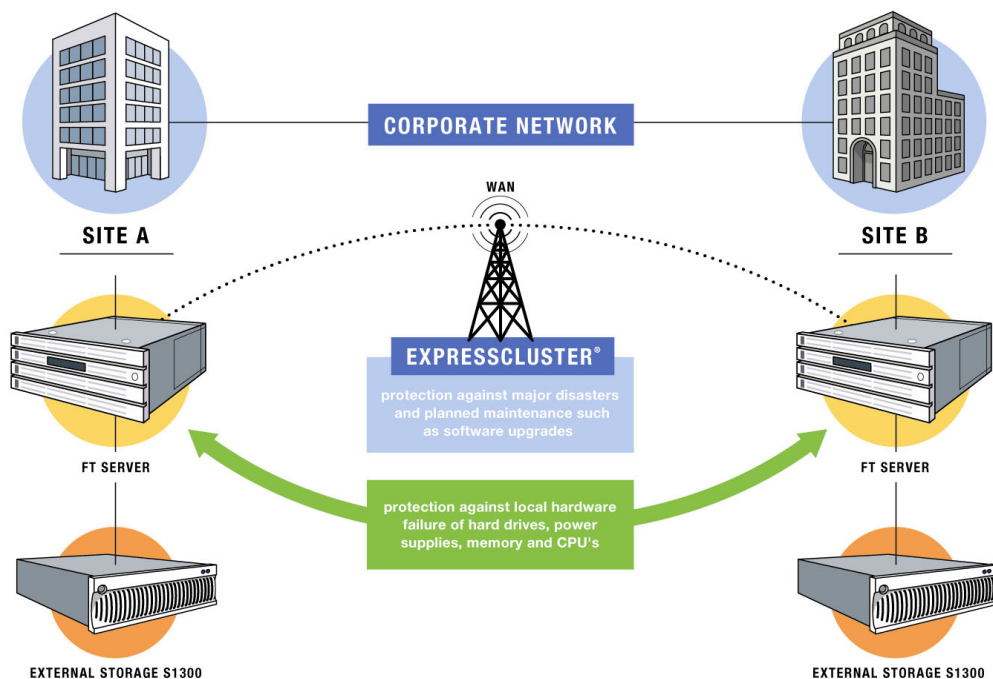 CORPORATE NETWORK
WAN
SITE A
SITE B
EXPRESSCLUSTER®
protection against major disasters
and planned maintenance such
as software upgrades
FT SERVER
FT SERVER
protection against local hardware
failure of hard drives, power
supplies, memory and CPU's
EXTERNAL STORAGE S1300
EXTERNAL STORAGE S1300